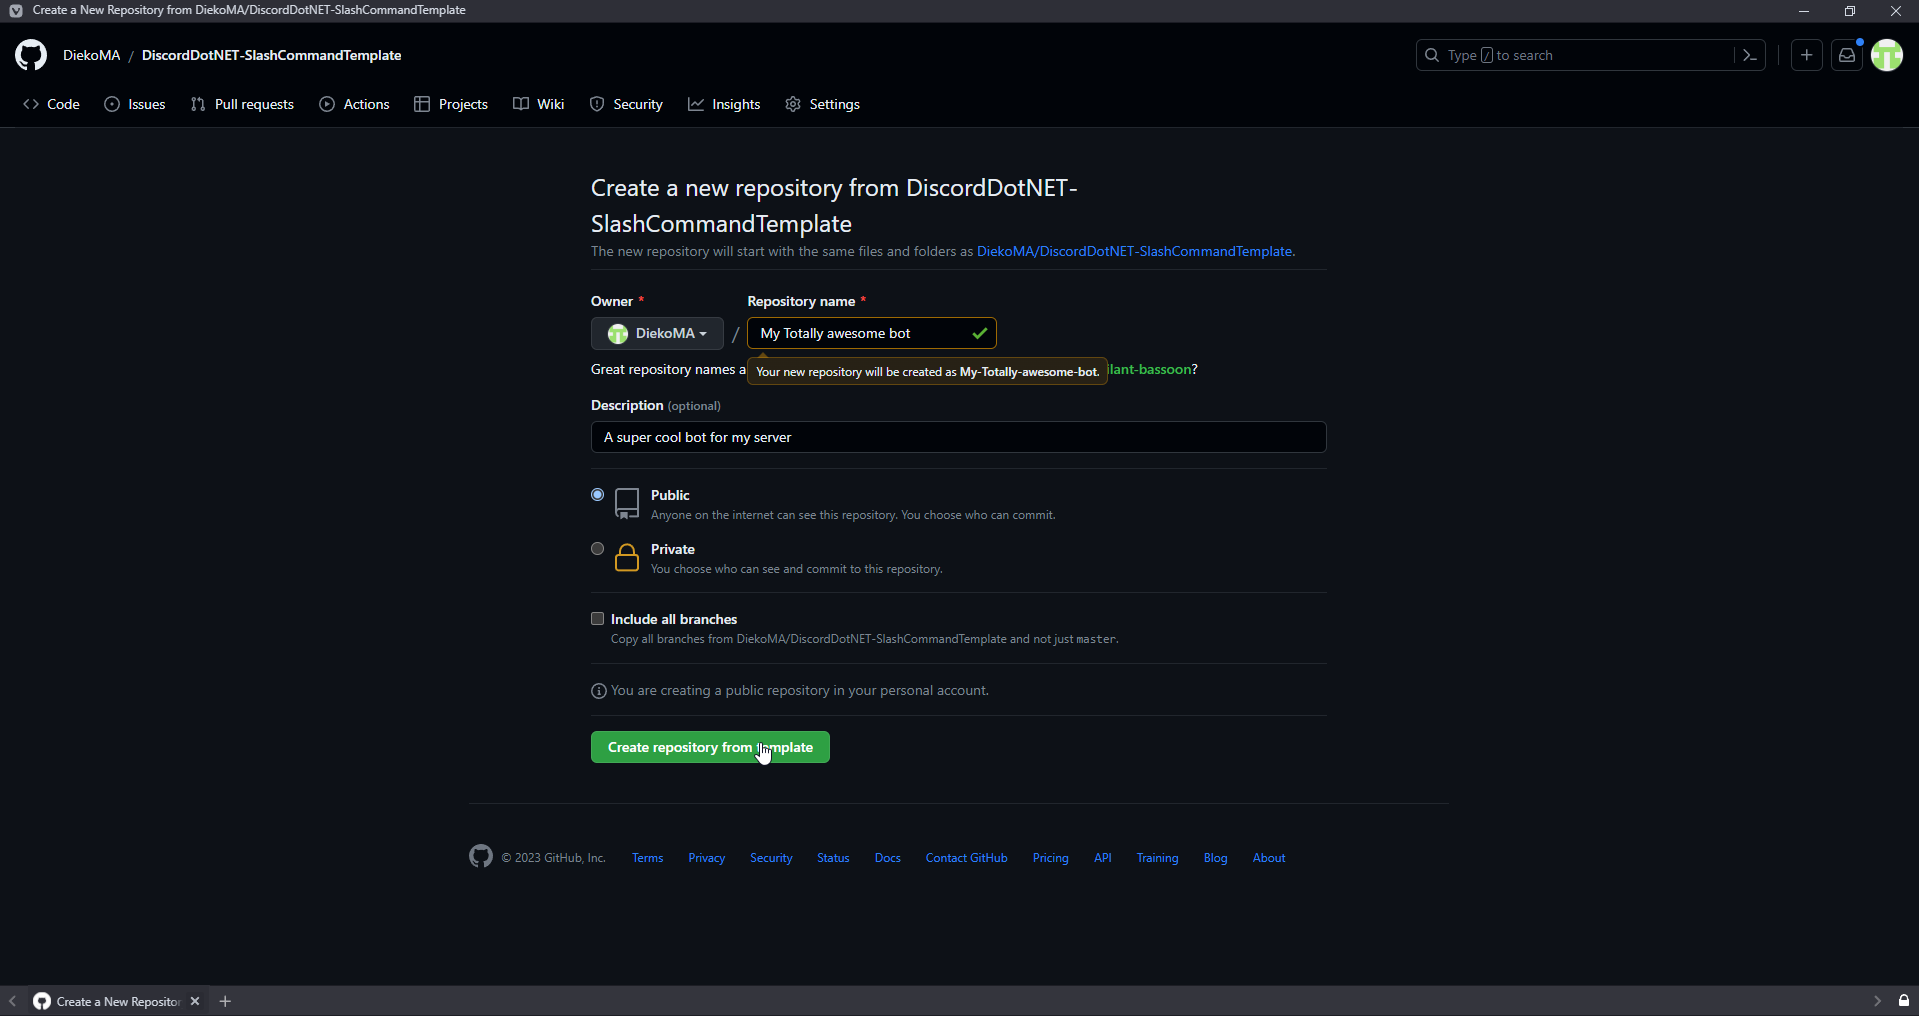 Create a New Repository from DiekoMA/DiscordDotNET-SlashCommandTemplate
DiekoMA / DiscordDotNET-SlashCommandTemplate
Type / to search
Code Issues Pull requests Actions Projects Wiki Security Insights Settings
Create a new repository from DiscordDotNET-
SlashCommandTemplate
The new repository will start with the same files and folders as DiekoMA/DiscordDotNET-SlashCommandTemplate.
Owner * Repository name *
DiekoMA / My Totally awesome bot
Great repository names a
Your new repository will be created as My-Totally-awesome-bot.
ilant-bassoon?
Description (optional)
A super cool bot for my server
Public
Anyone on the internet can see this repository. You choose who can commit.
Private
You choose who can see and commit to this repository.
Include all branches
Copy all branches from DiekoMA/DiscordDotNET-SlashCommandTemplate and not just master.
You are creating a public repository in your personal account.
Create repository from mplate
© 2023 GitHub, Inc. Terms Privacy Security Status Docs Contact GitHub Pricing API Training Blog About
Create a New Repositor